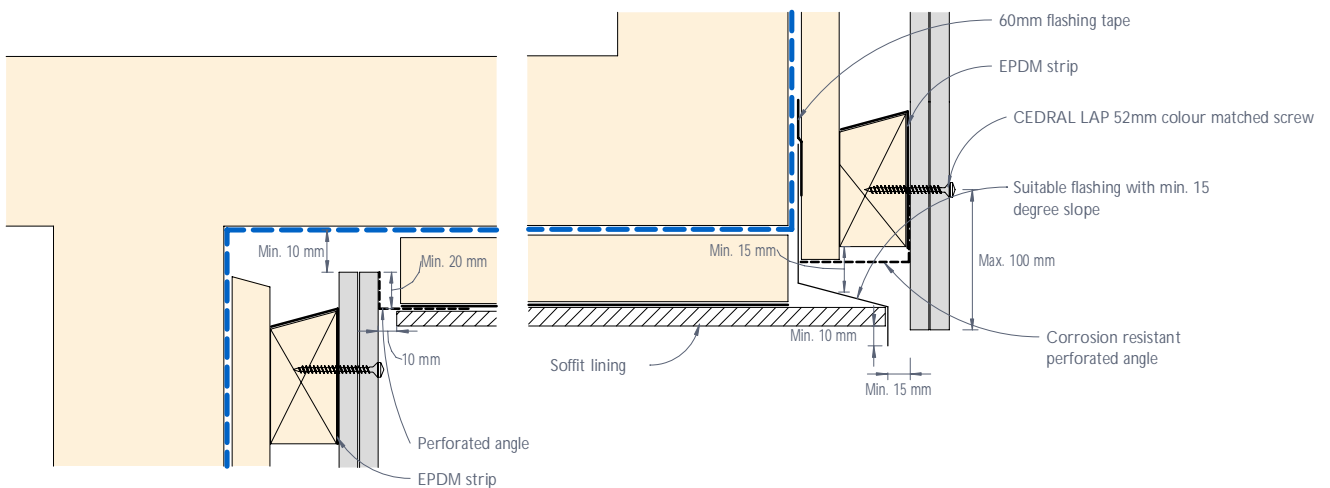 60mm flashing tape
EPDM strip
CEDRAL LAP 52mm colour matched screw
Suitable flashing with min. 15
degree slope
Min. 10 mm
Min. 20 mm
Min. 15 mm
Max. 100 mm
10 mm
Soffit lining
Min. 10 mm
Min. 15 mm
Corrosion resistant
perforated angle
Perforated angle
EPDM strip